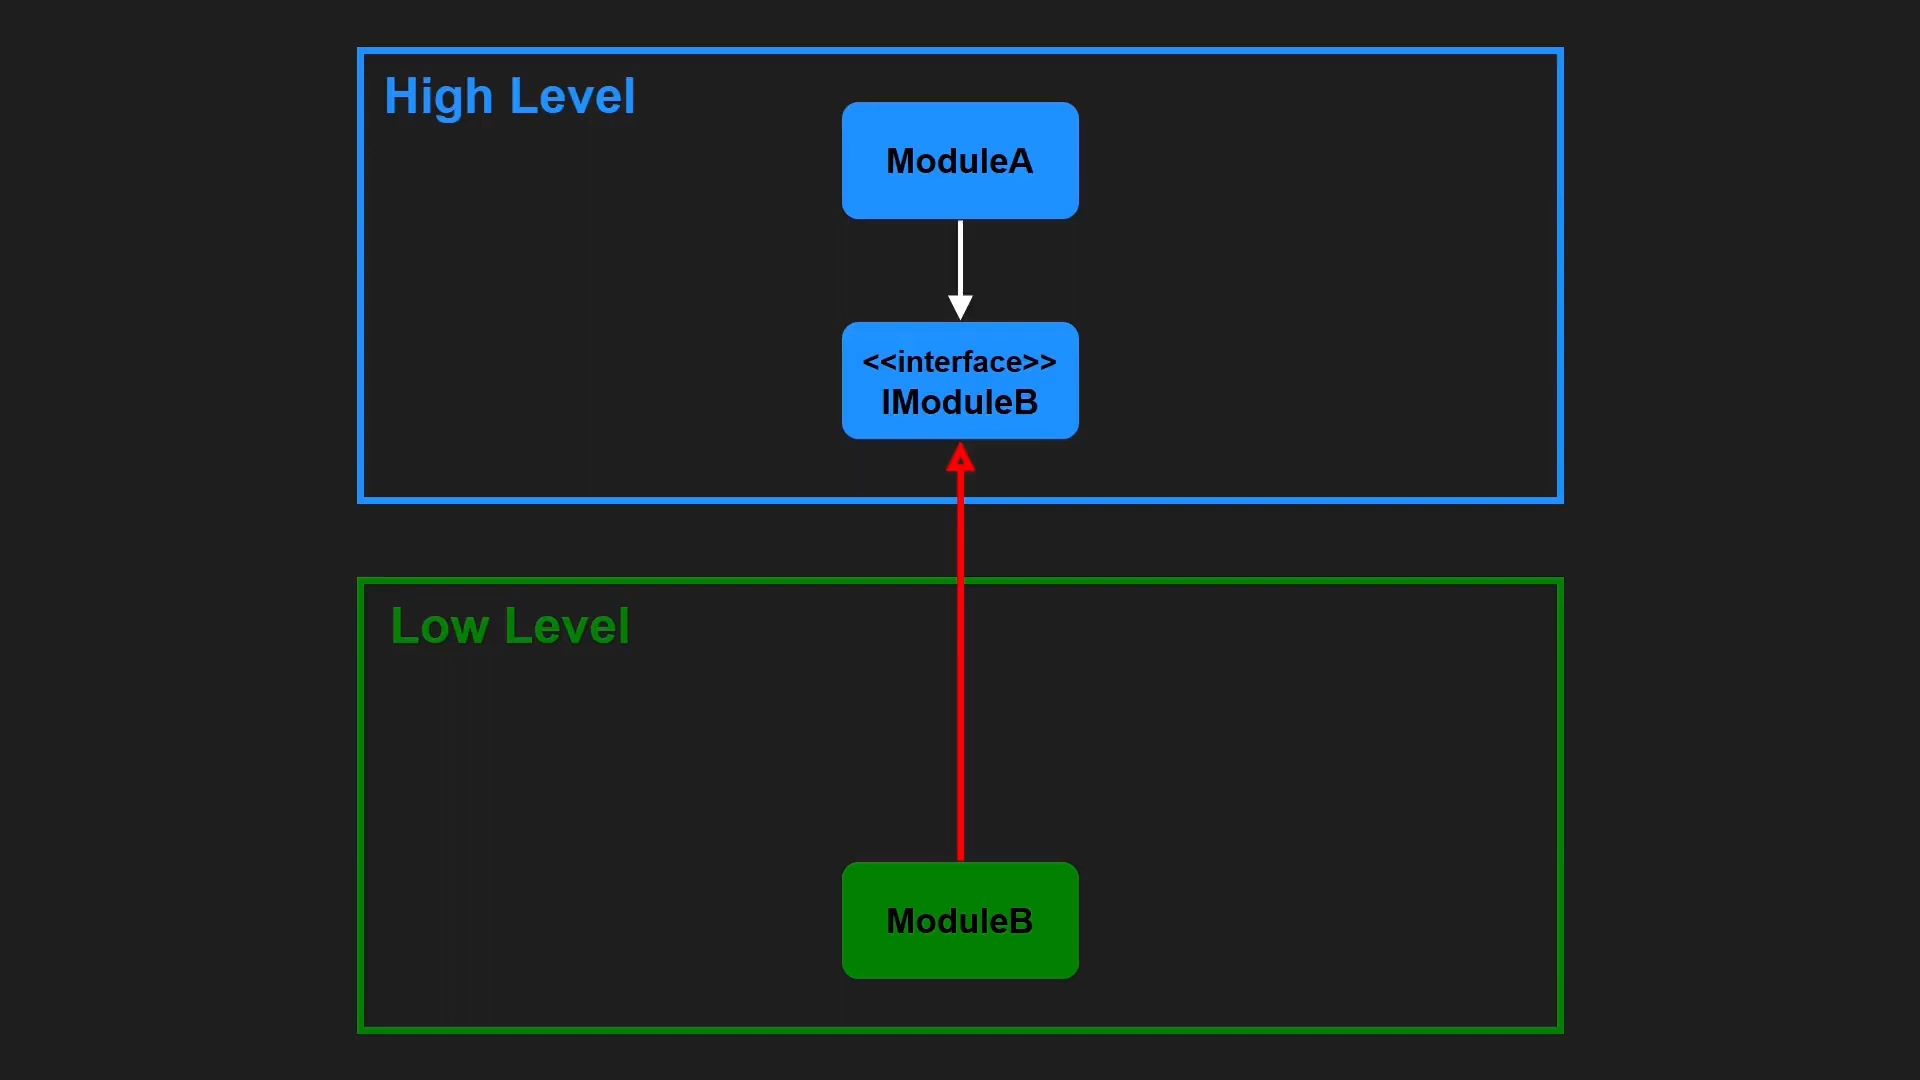 High Level
ModuleA
<<interface>>
IModuleB
Low Level
ModuleB